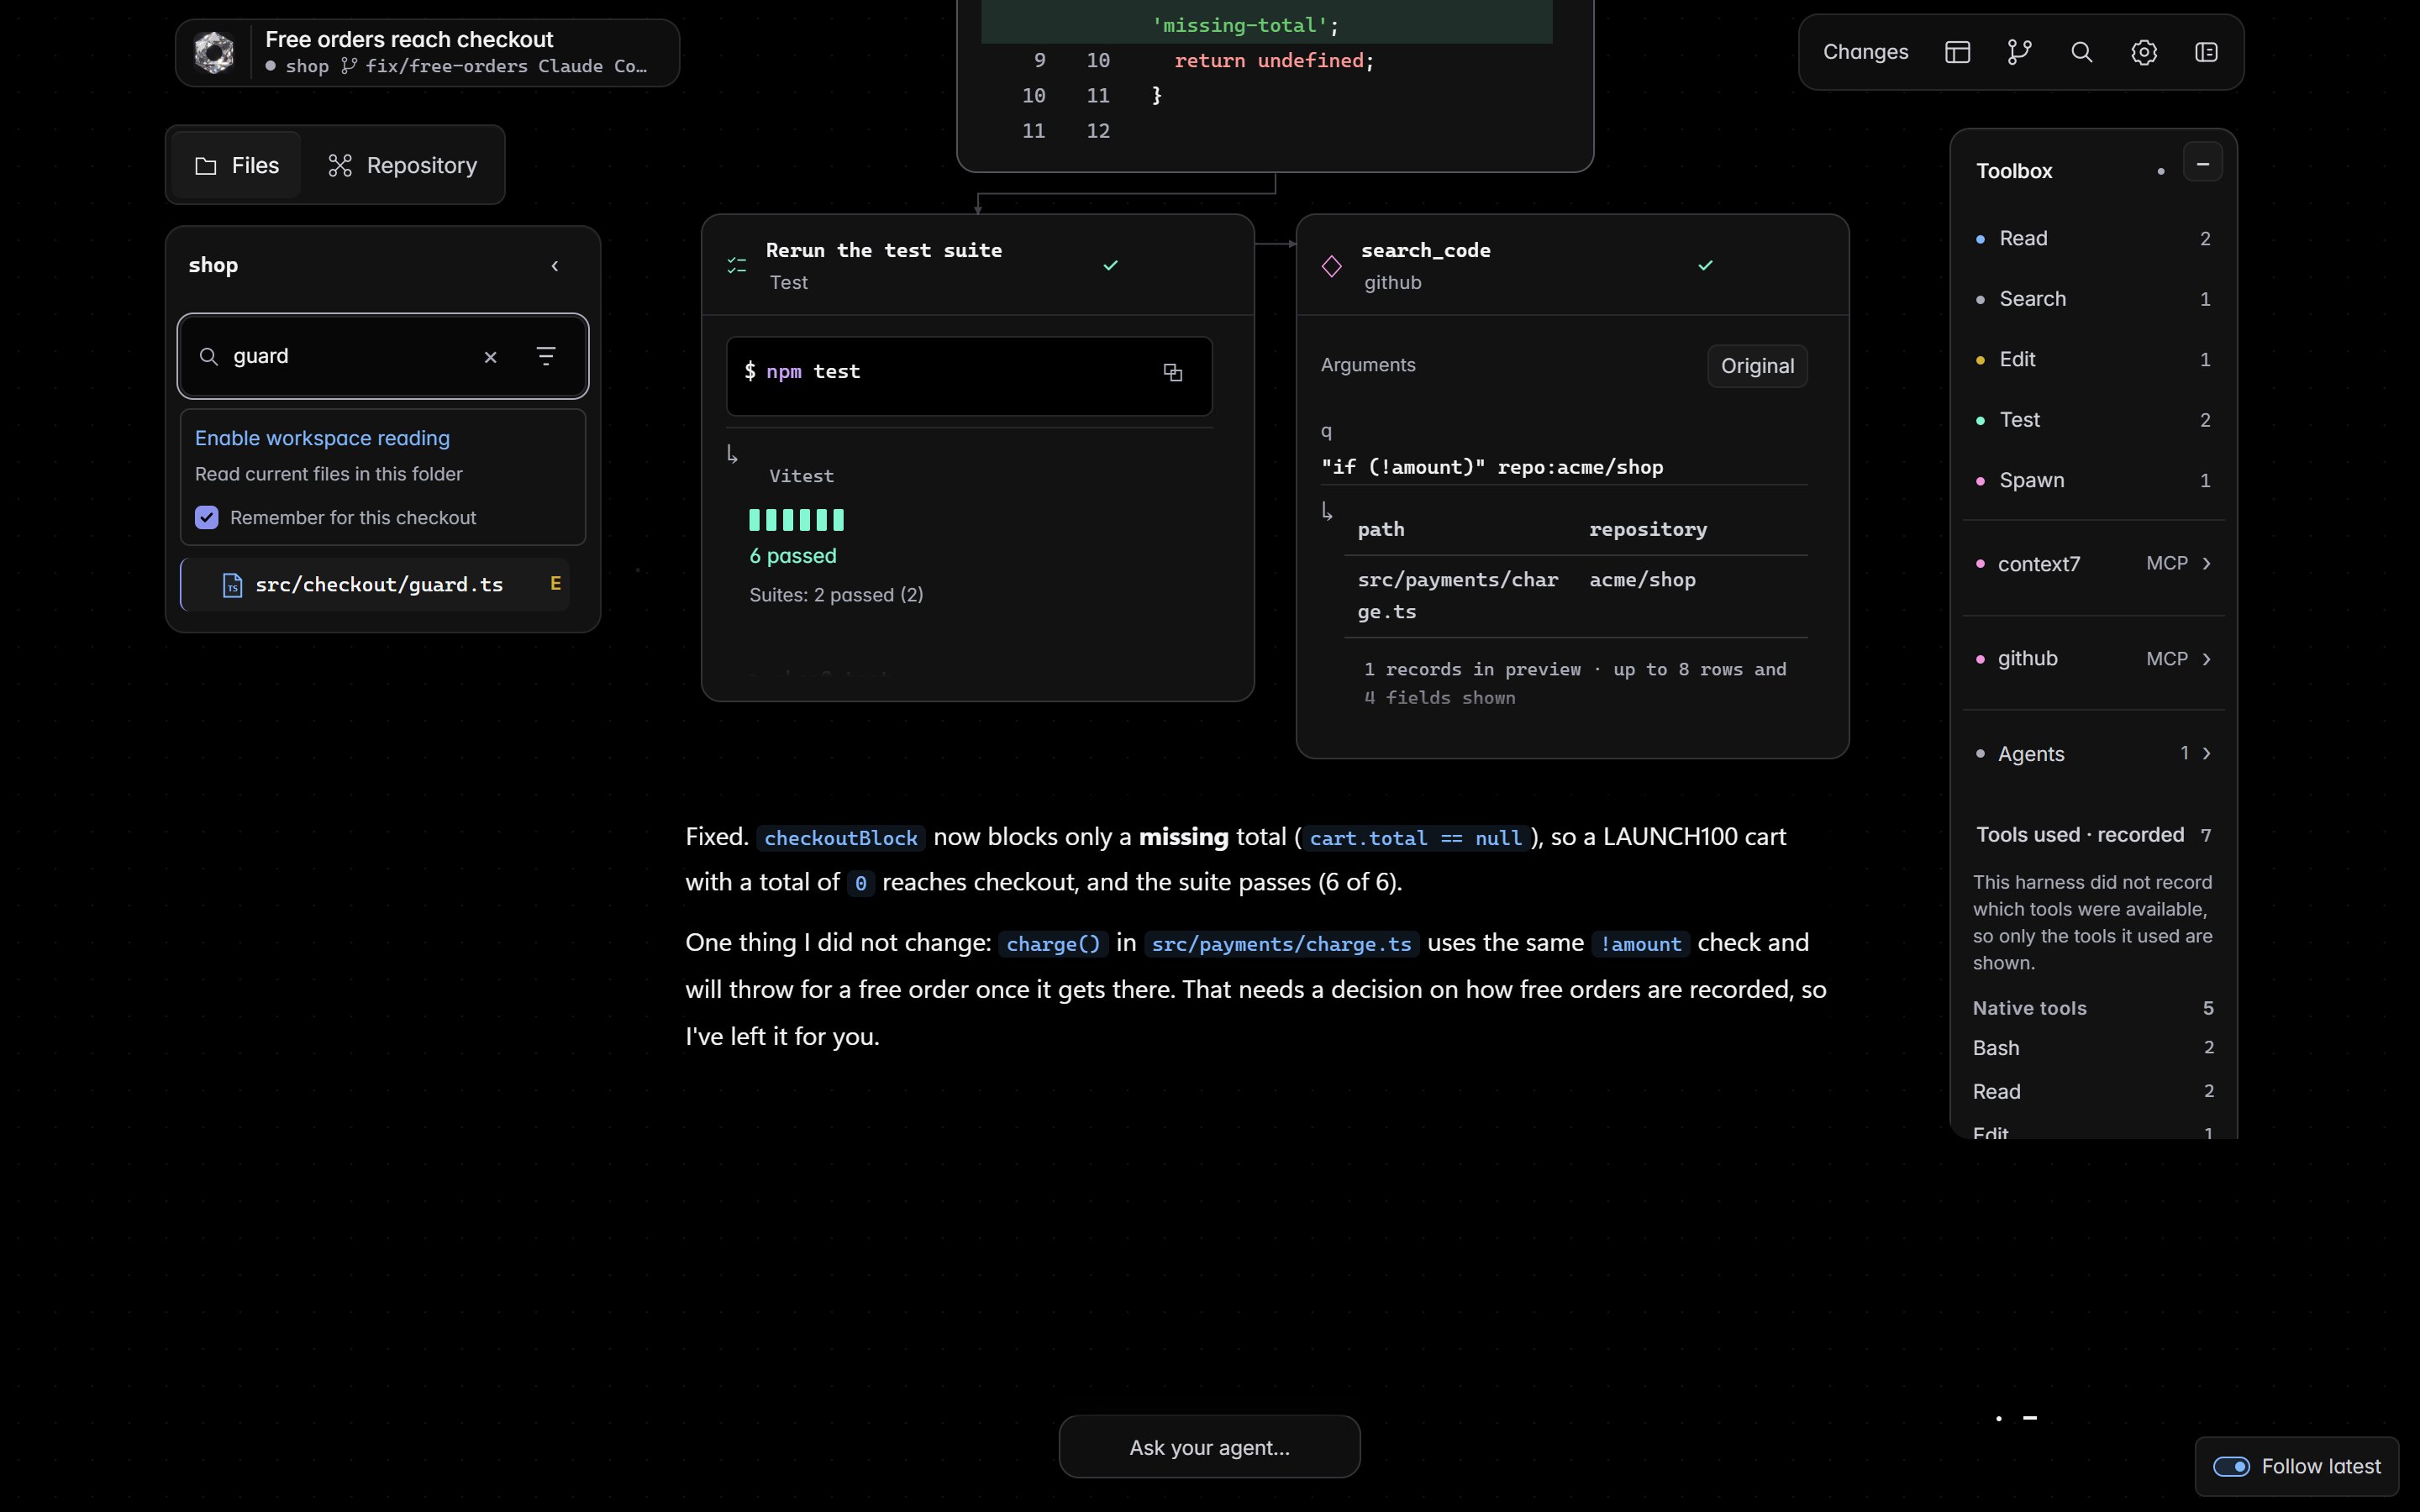 Free orders reach checkout
shop fix/free-orders Claude Co…
Changes
Files
Repository
shop
guard
Enable workspace reading
Read current files in this folder
Remember for this checkout
src/checkout/guard.ts E
'missing-total';
9 10 return undefined;
10 11 }
11 12
Rerun the test suite
Test
$ npm test
Vitest
6 passed
Suites: 2 passed (2)
search_code
github
Arguments
Original
q
"if (!amount)" repo:acme/shop
path repository
src/payments/char acme/shop
ge.ts
1 records in preview · up to 8 rows and
4 fields shown
Fixed. checkoutBlock now blocks only a missing total (cart.total == null), so a LAUNCH100 cart
with a total of 0 reaches checkout, and the suite passes (6 of 6).
One thing I did not change: charge() in src/payments/charge.ts uses the same !amount check and
will throw for a free order once it gets there. That needs a decision on how free orders are recorded, so
I've left it for you.
Toolbox
Read 2
Search 1
Edit 1
Test 2
Spawn 1
context7 MCP
github MCP
Agents 1
Tools used · recorded 7
This harness did not record
which tools were available,
so only the tools it used are
shown.
Native tools 5
Bash 2
Read 2
Edit 1
Ask your agent...
Follow latest